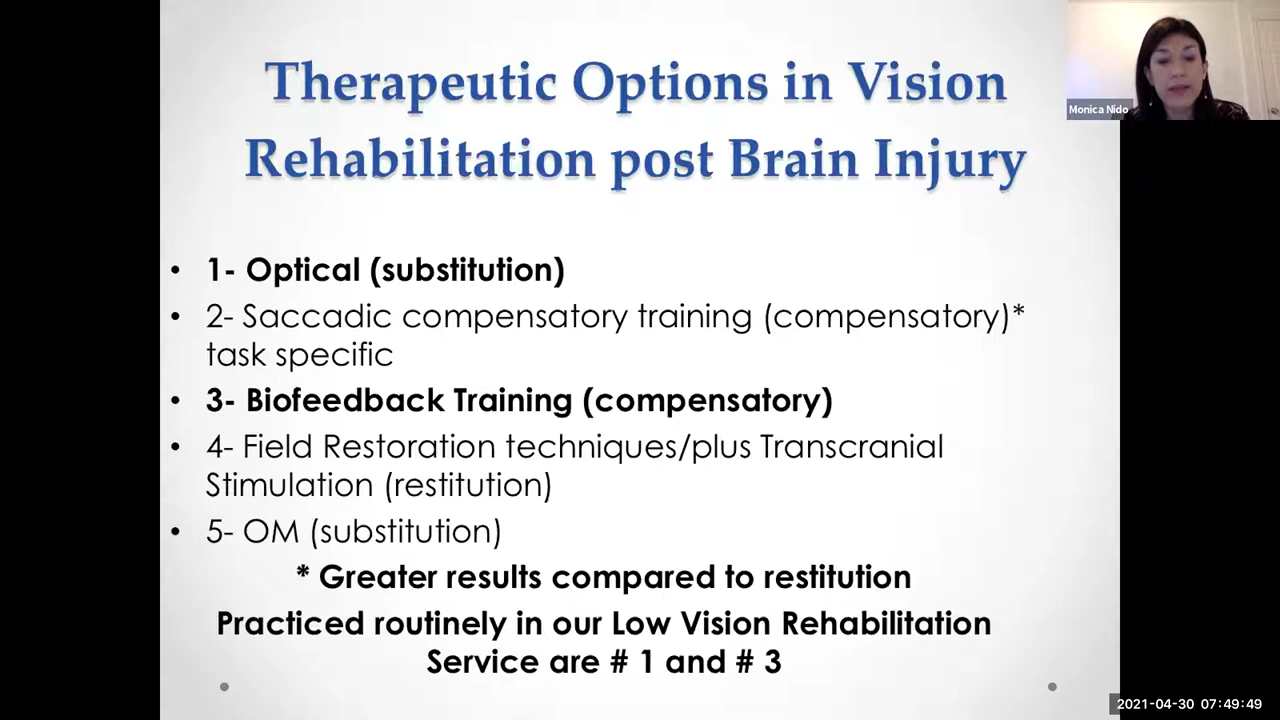 Therapeutic Options in Vision
Rehabilitation post Brain Injury
Monica Nido
• 1- Optical (substitution)
• 2- Saccadic compensatory training (compensatory)*
task specific
• 3- Biofeedback Training (compensatory)
• 4- Field Restoration techniques/plus Transcranial
Stimulation (restitution)
• 5- OM (substitution)
* Greater results compared to restitution
Practiced routinely in our Low Vision Rehabilitation
Service are # 1 and # 3
2021-04-30 07:49:49